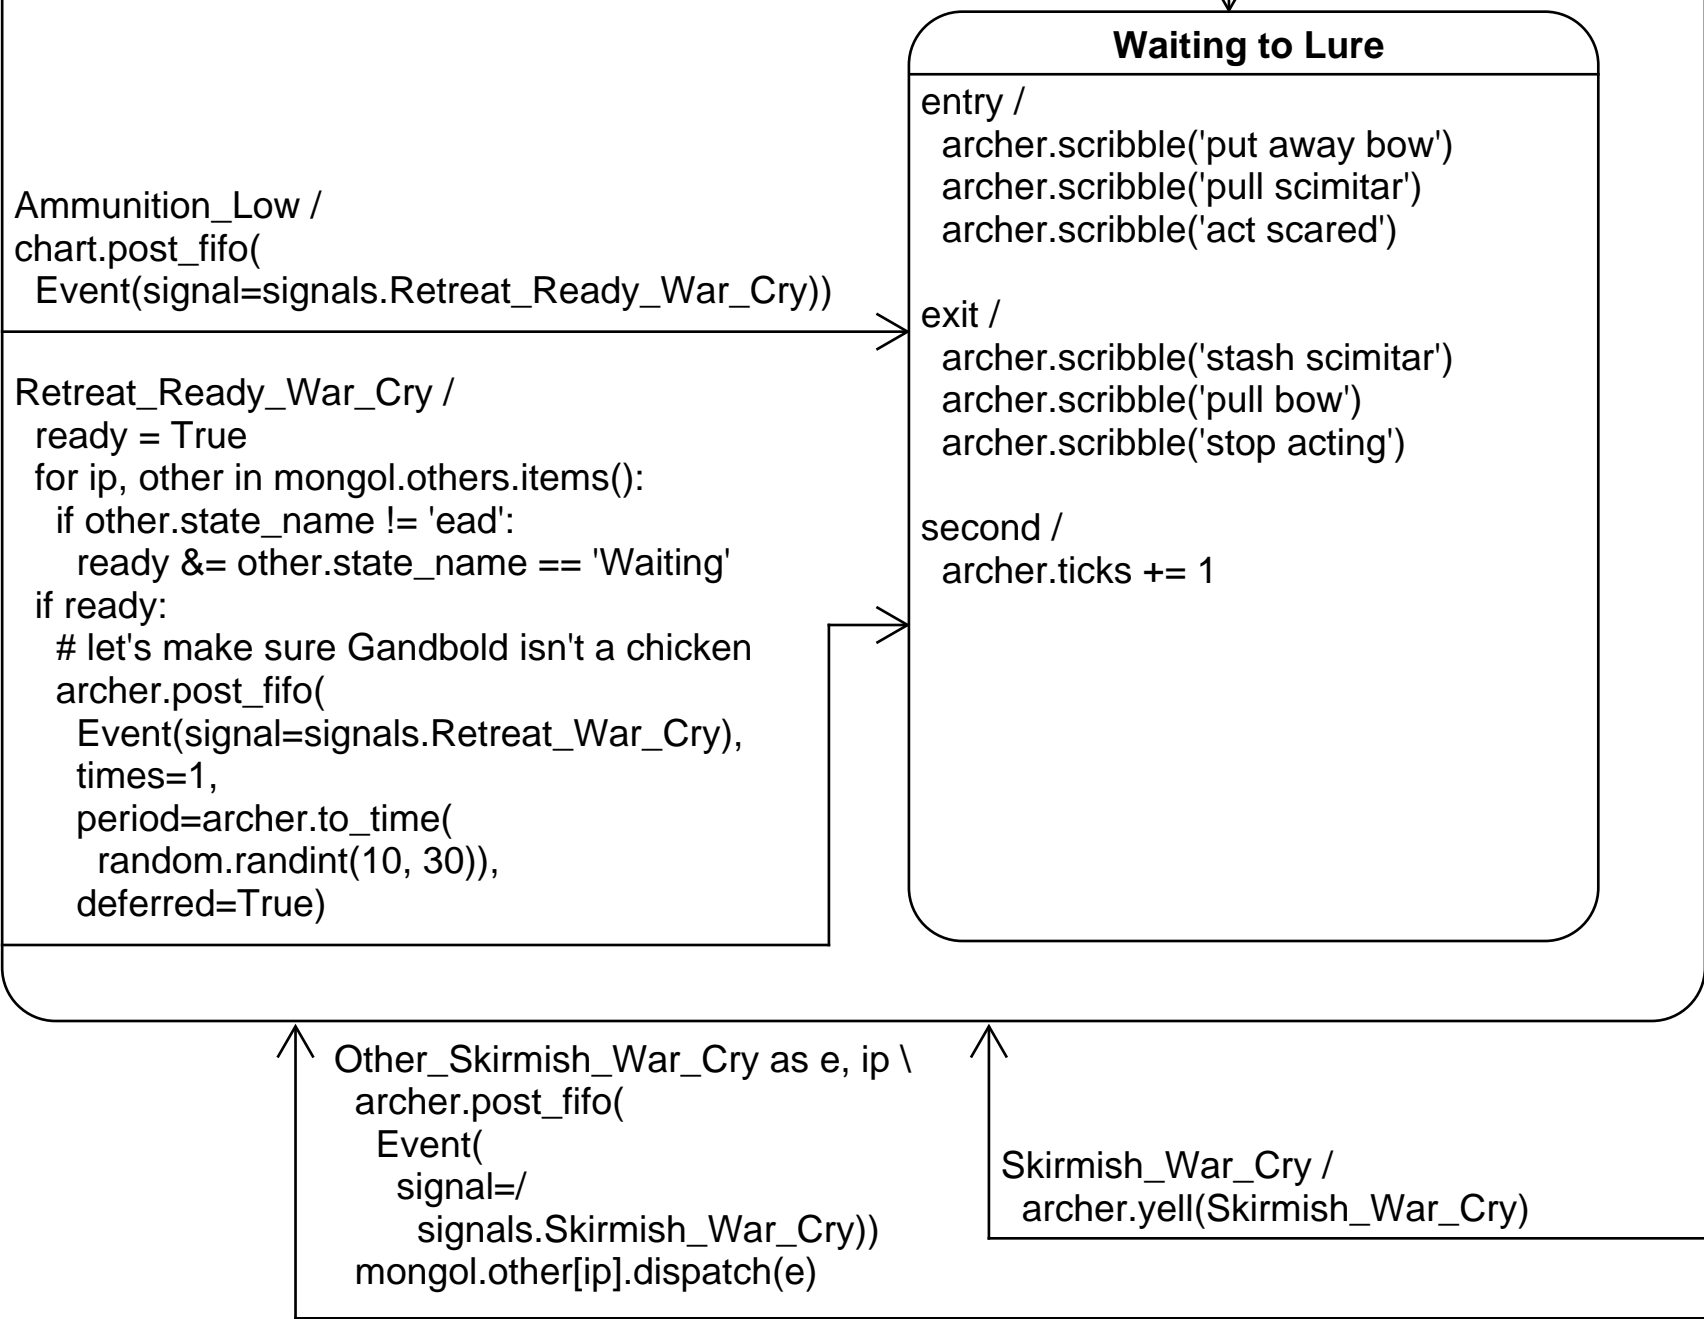 Waiting to Lure
entry /
archer.scribble('put away bow')
archer.scribble('pull scimitar')
archer.scribble('act scared')
exit /
archer.scribble('stash scimitar')
archer.scribble('pull bow')
archer.scribble('stop acting')
second /
archer.ticks += 1
Ammunition_Low /
chart.post_fifo(
Event(signal=signals.Retreat_Ready_War_Cry))
Retreat_Ready_War_Cry /
ready = True
for ip, other in mongol.others.items():
if other.state_name != 'ead':
ready &= other.state_name == 'Waiting'
if ready:
# let's make sure Gandbold isn't a chicken
archer.post_fifo(
Event(signal=signals.Retreat_War_Cry),
times=1,
period=archer.to_time(
random.randint(10, 30)),
deferred=True)
Other_Skirmish_War_Cry as e, ip \
archer.post_fifo(
Event(
signal=/
signals.Skirmish_War_Cry))
mongol.other[ip].dispatch(e)
Skirmish_War_Cry /
archer.yell(Skirmish_War_Cry)